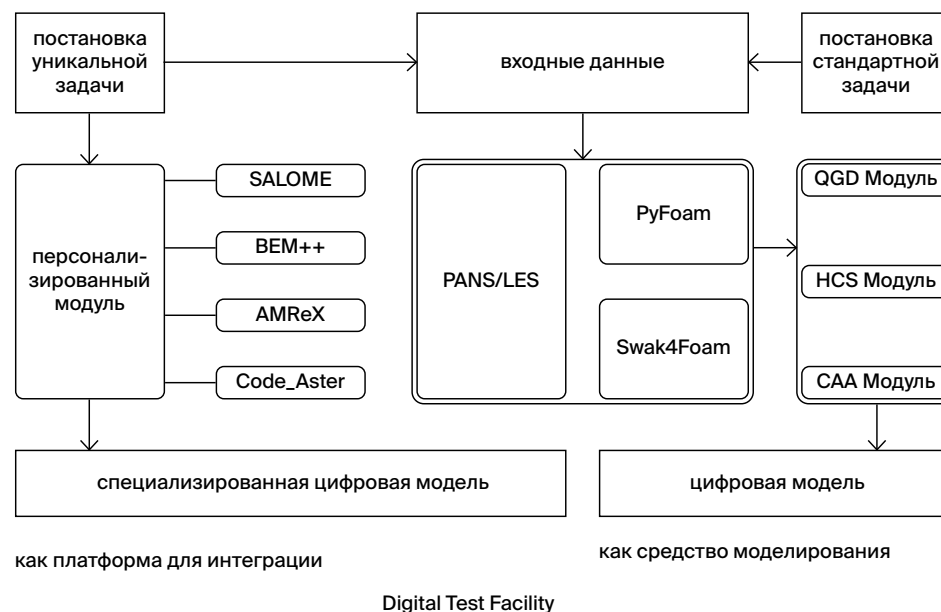 постановка
уникальной
задачи
входные данные
постановка
стандартной
задачи
персонали-
зированный
модуль
SALOME
BEM++
AMReX
Code_Aster
PANS/LES
PyFoam
Swak4Foam
QGD Модуль
HCS Модуль
CAA Модуль
специализированная цифровая модель
цифровая модель
как платформа для интеграции
как средство моделирования
Digital Test Facility